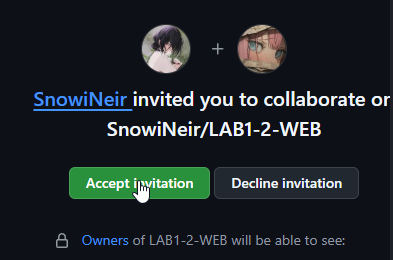 SnowiNeir invited you to collaborate on
SnowiNeir/LAB1-2-WEB
Accept invitation Decline invitation
Owners of LAB1-2-WEB will be able to see: